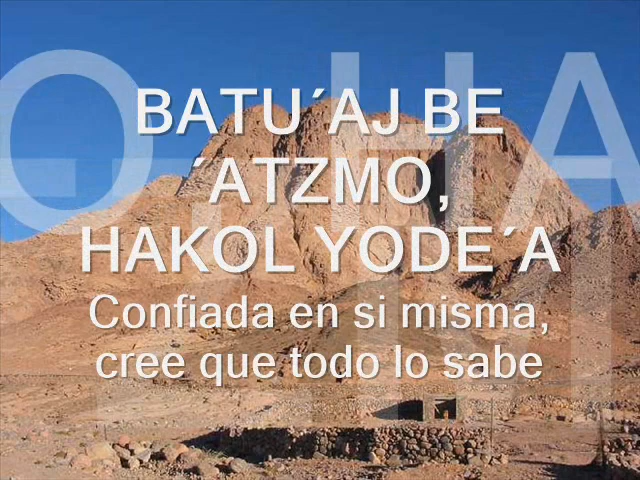 BATU´AJ BE
´ATZMO,
HAKOL YODE´A
Confiada en si misma,
cree que todo lo sabe